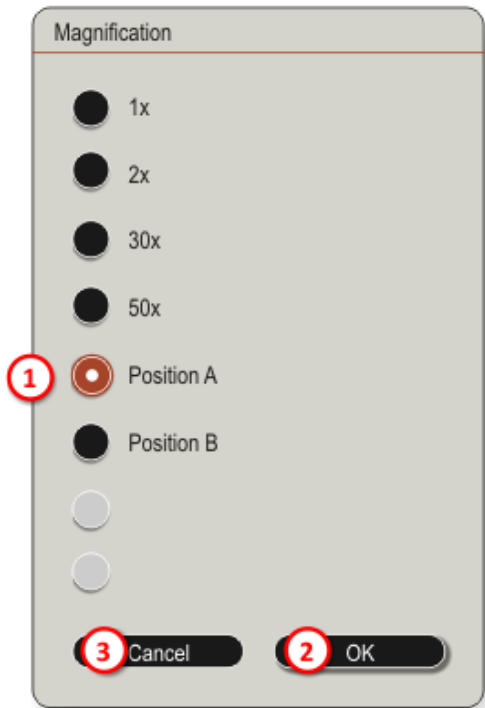 Magnification
1x
2x
30x
50x
1 Position A
Position B
3 Cancel 2 OK